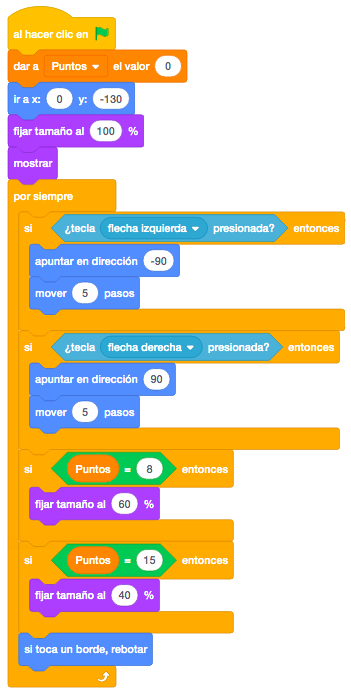 al hacer clic en
dar a Puntos el valor 0
ir a x: 0 y: -130
fijar tamaño al 100 %
mostrar
por siempre
si ¿tecla flecha izquierda presionada? entonces
apuntar en dirección -90
mover 5 pasos
si ¿tecla flecha derecha presionada? entonces
apuntar en dirección 90
mover 5 pasos
si Puntos = 8 entonces
fijar tamaño al 60 %
si Puntos = 15 entonces
fijar tamaño al 40 %
si toca un borde, rebotar